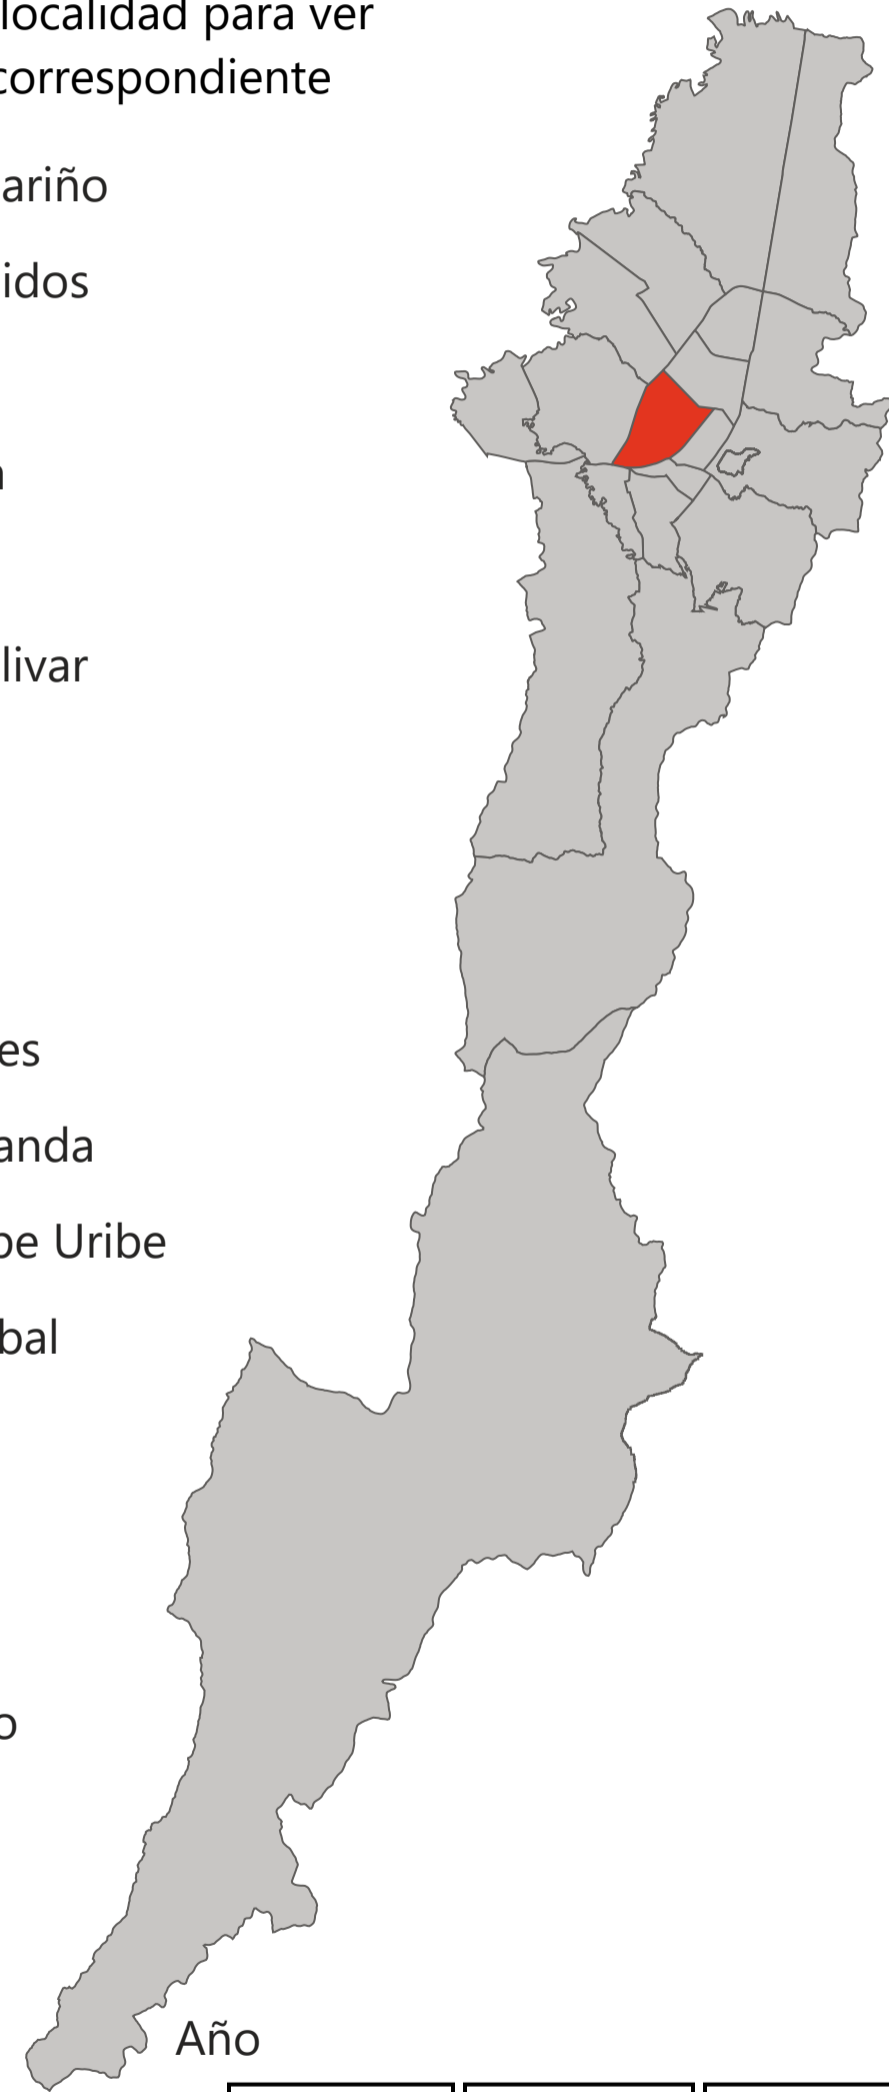 localidad para ver
correspondiente
ariño
idos
a
livar
es
anda
be Uribe
bal
o
Año